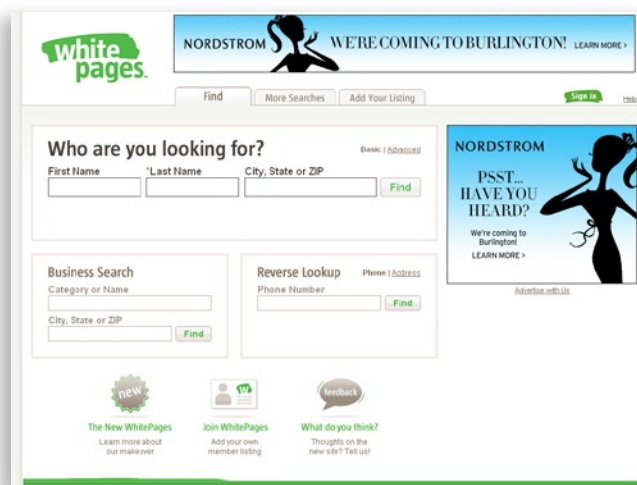 white
pages
NORDSTROM
WE'RE COMING TO BURLINGTON! LEARN MORE >
Find
More Searches
Add Your Listing
Sign in
Help
Who are you looking for?
Basic | Advanced
First Name
*Last Name
City, State or ZIP
Find
NORDSTROM
PSST...
HAVE YOU
HEARD?
We're coming to
Burlington!
LEARN MORE >
Advertise with Us
Business Search
Category or Name
City, State or ZIP
Find
Reverse Lookup
Phone | Address
Phone Number
Find
new
The New WhitePages
Learn more about
our makeover
w
Join WhitePages
Add your own
member listing
feedback
What do you think?
Thoughts on the
new site? Tell us!